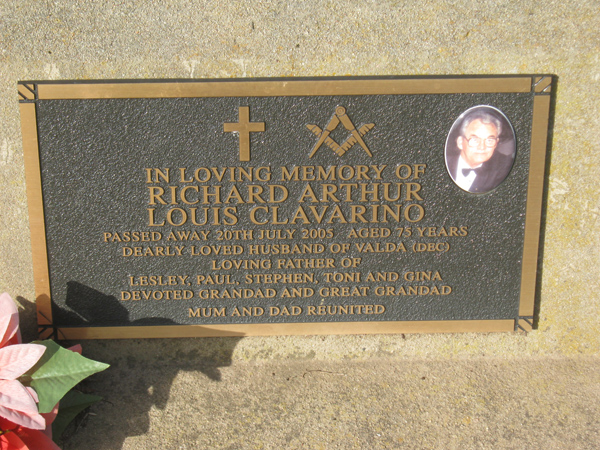 IN LOVING MEMORY OF
RICHARD ARTHUR
LOUIS CLAVARINO
PASSED AWAY 20TH JULY 2005 AGED 75 YEARS
DEARLY LOVED HUSBAND OF VALDA (DEC)
LOVING FATHER OF
LESLEY, PAUL, STEPHEN, TONI AND GINA
DEVOTED GRANDAD AND GREAT GRANDAD
MUM AND DAD REUNITED